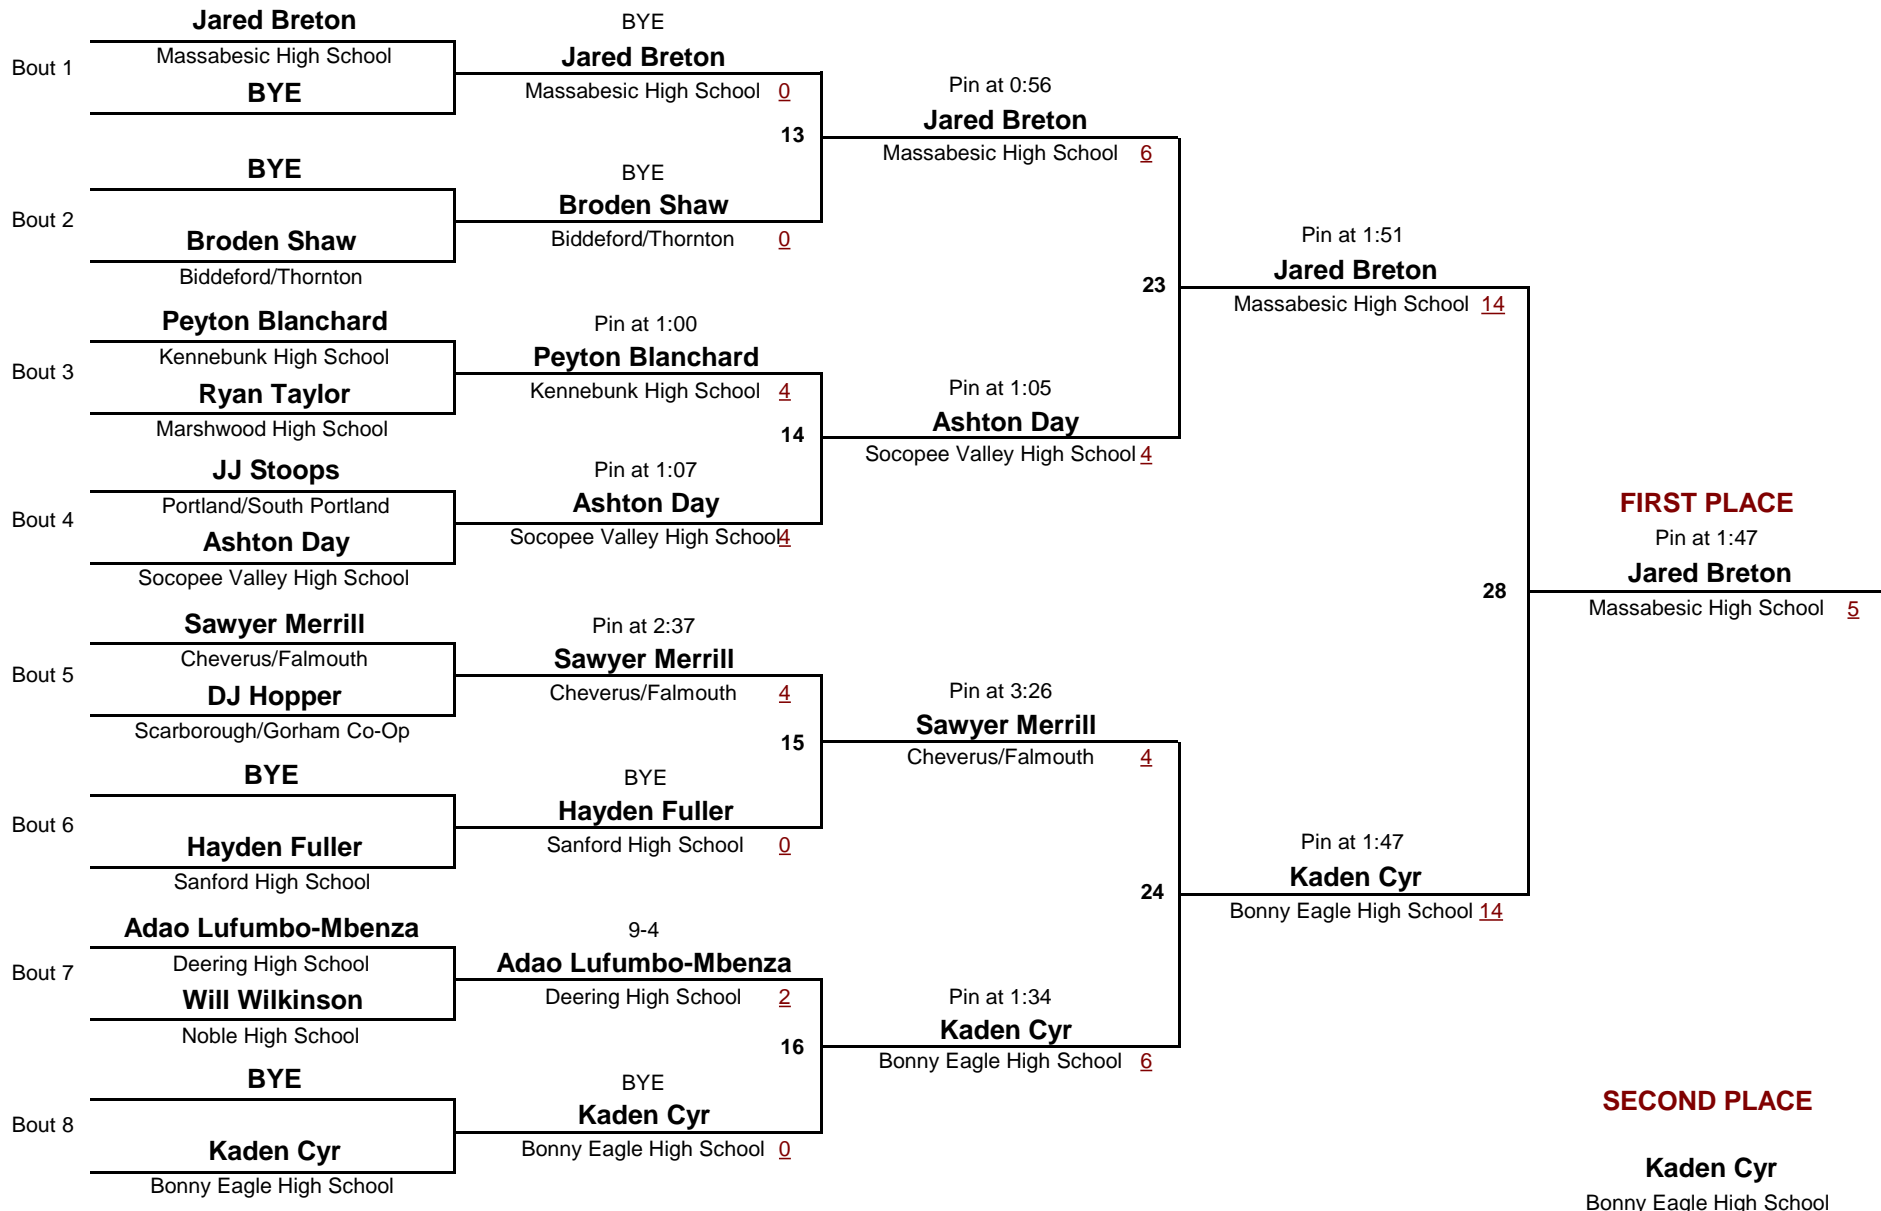 Jared Breton
Bout 1
Massabesic High School
BYE
BYE
Bout 2
Broden Shaw
Biddeford/Thornton
Peyton Blanchard
Bout 3
Kennebunk High School
Ryan Taylor
Marshwood High School
JJ Stoops
Bout 4
Portland/South Portland
Ashton Day
Socopee Valley High School
Sawyer Merrill
Bout 5
Cheverus/Falmouth
DJ Hopper
Scarborough/Gorham Co-Op
BYE
Bout 6
Hayden Fuller
Sanford High School
Adao Lufumbo-Mbenza
Bout 7
Deering High School
Will Wilkinson
Noble High School
BYE
Bout 8
Kaden Cyr
Bonny Eagle High School
BYE
Jared Breton
Massabesic High School 0
13
BYE
Broden Shaw
Biddeford/Thornton 0
Pin at 1:00
Peyton Blanchard
Kennebunk High School 4
14
Pin at 1:07
Ashton Day
Socopee Valley High School 4
Pin at 2:37
Sawyer Merrill
Cheverus/Falmouth 4
15
BYE
Hayden Fuller
Sanford High School 0
9-4
Adao Lufumbo-Mbenza
Deering High School 2
16
BYE
Kaden Cyr
Bonny Eagle High School 0
Pin at 0:56
Jared Breton
Massabesic High School 6
23
Pin at 1:05
Ashton Day
Socopee Valley High School 4
Pin at 3:26
Sawyer Merrill
Cheverus/Falmouth 4
24
Pin at 1:34
Kaden Cyr
Bonny Eagle High School 6
Pin at 1:51
Jared Breton
Massabesic High School 14
28
Pin at 1:47
Kaden Cyr
Bonny Eagle High School 14
FIRST PLACE
Pin at 1:47
Jared Breton
Massabesic High School 5
SECOND PLACE
Kaden Cyr
Bonny Eagle High School